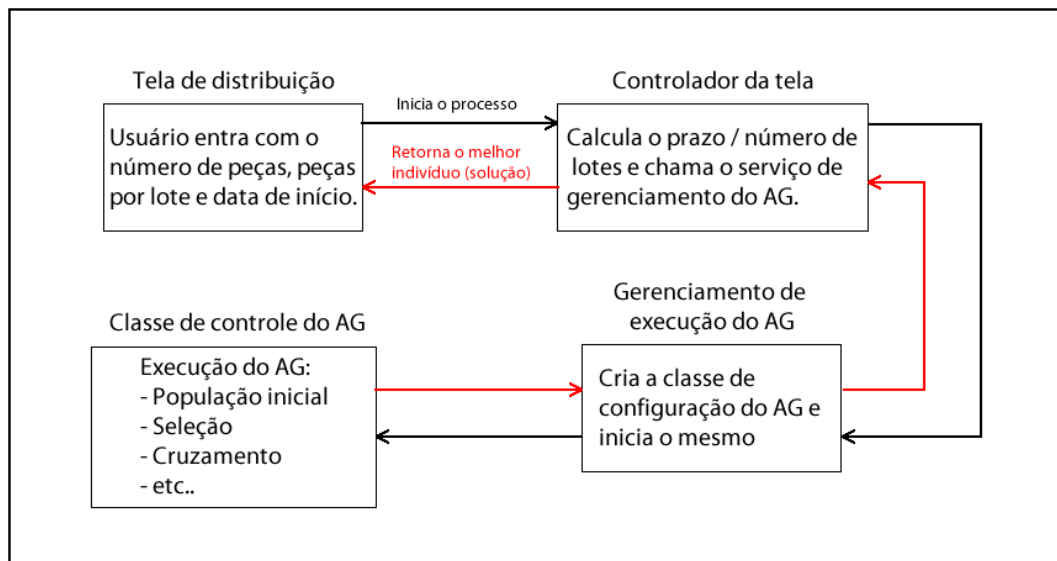 Tela de distribuição
Usuário entra com o
número de peças, peças
por lote e data de início.
Inicia o processo
Retorna o melhor
indivíduo (solução)
Controlador da tela
Calcula o prazo / número de
lotes e chama o serviço de
gerenciamento do AG.
Classe de controle do AG
Execução do AG:
- População inicial
- Seleção
- Cruzamento
- etc..
Gerenciamento de
execução do AG
Cria a classe de
configuração do AG e
inicia o mesmo